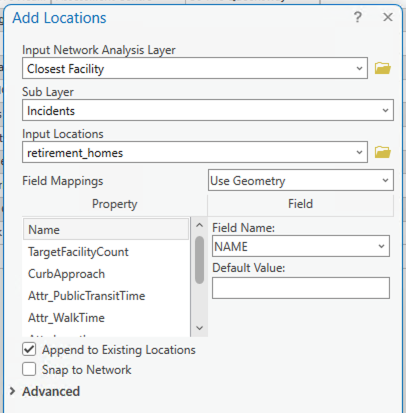 Add Locations ? ×
Input Network Analysis Layer
Closest Facility
Sub Layer
Incidents
Input Locations
retirement_homes
Field Mappings Use Geometry
Property Field
Name
TargetFacilityCount
CurbApproach
Attr_PublicTransitTime
Attr_WalkTime
Field Name:
NAME
Default Value:
Append to Existing Locations
Snap to Network
Advanced